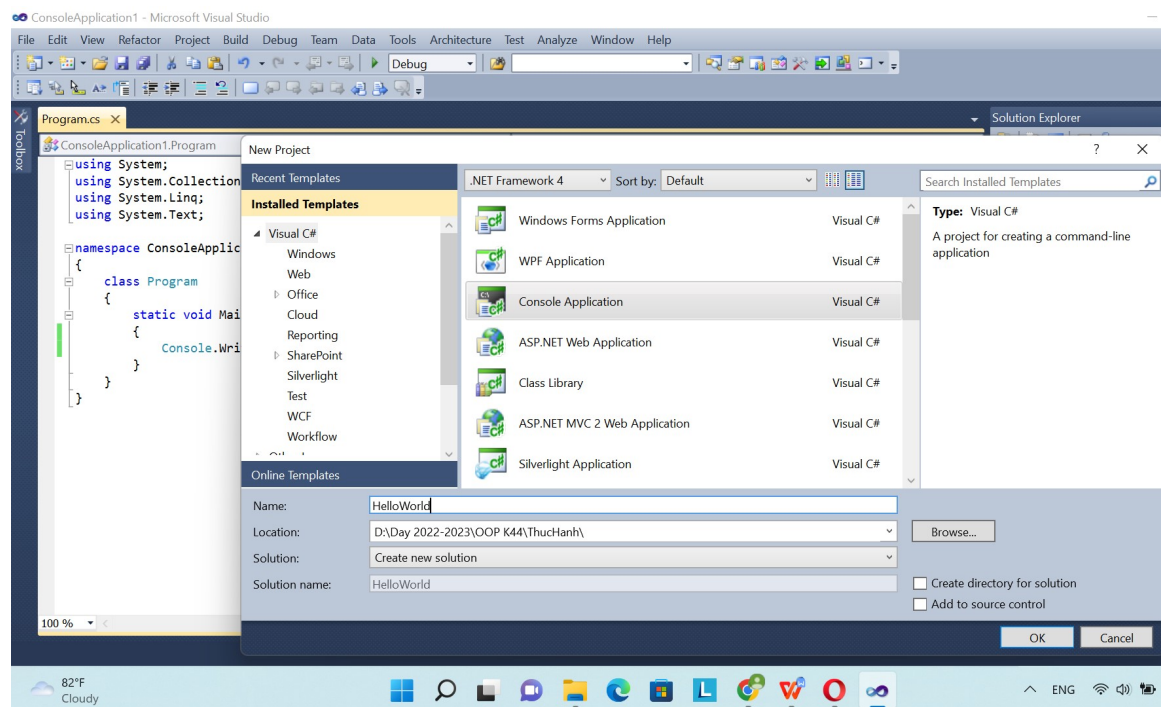 ConsoleApplication1 - Microsoft Visual Studio
File Edit View Refactor Project Build Debug Team Data Tools Architecture Test Analyze Window Help
Debug
Toolbox
Program.cs
Solution Explorer
ConsoleApplication1.Program
using System;
using System.Collection
using System.Linq;
using System.Text;
namespace ConsoleApplic
{
class Program
{
static void Mai
{
Console.Wri
}
}
}
100 %
New Project
Recent Templates
Installed Templates
Visual C#
Windows
Web
Office
Cloud
Reporting
SharePoint
Silverlight
Test
WCF
Workflow
Online Templates
.NET Framework 4 Sort by: Default
Windows Forms Application Visual C#
WPF Application Visual C#
Console Application Visual C#
ASP.NET Web Application Visual C#
Class Library Visual C#
ASP.NET MVC 2 Web Application Visual C#
Silverlight Application Visual C#
Search Installed Templates
Type: Visual C#
A project for creating a command-line
application
Name: HelloWorld
Location: D:\Day 2022-2023\OOP K44\ThucHanh\
Browse...
Solution: Create new solution
Solution name: HelloWorld
Create directory for solution
Add to source control
OK Cancel
82°F
Cloudy
ENG